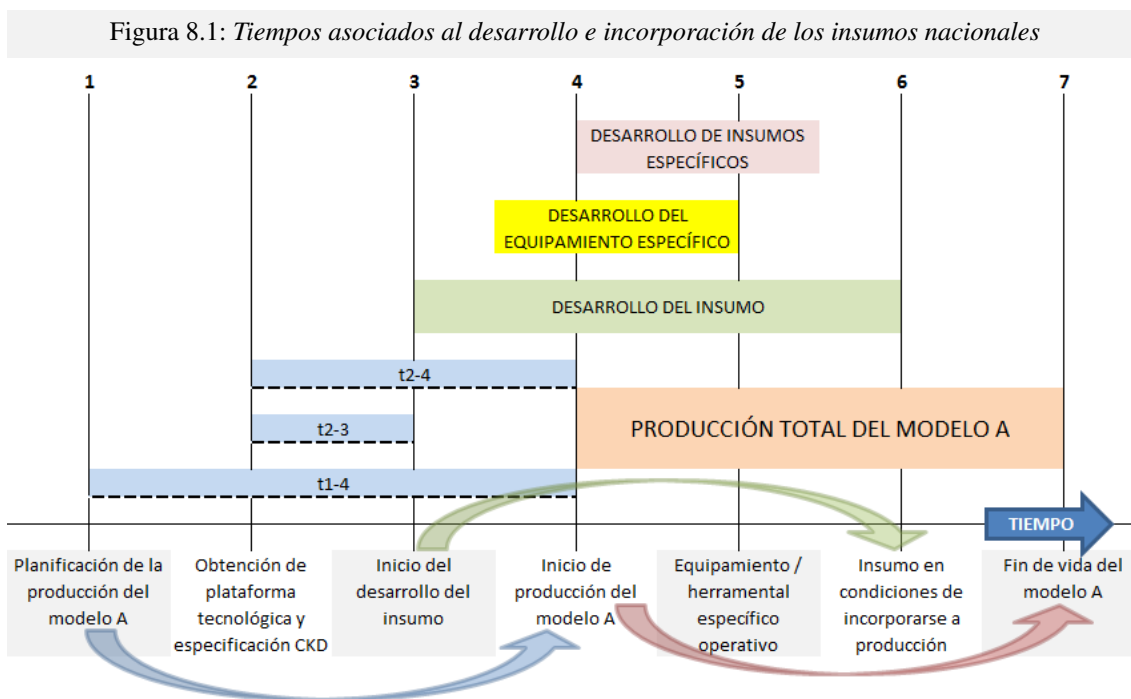 Figura 8.1: Tiempos asociados al desarrollo e incorporación de los insumos nacionales
1 2 3 4 5 6 7
DESARROLLO DE INSUMOS
ESPECÍFICOS
DESARROLLO DEL
EQUIPAMIENTO ESPECÍFICO
DESARROLLO DEL INSUMO
t2-4
t2-3
PRODUCCIÓN TOTAL DEL MODELO A
t1-4
TIEMPO
Planificación de la
producción del
modelo A
Obtención de
plataforma
tecnológica y
especificación CKD
Inicio del
desarrollo del
insumo
Inicio de
producción del
modelo A
Equipamiento /
herramental
específico
operativo
Insumo en
condiciones de
incorporarse a
producción
Fin de vida del
modelo A